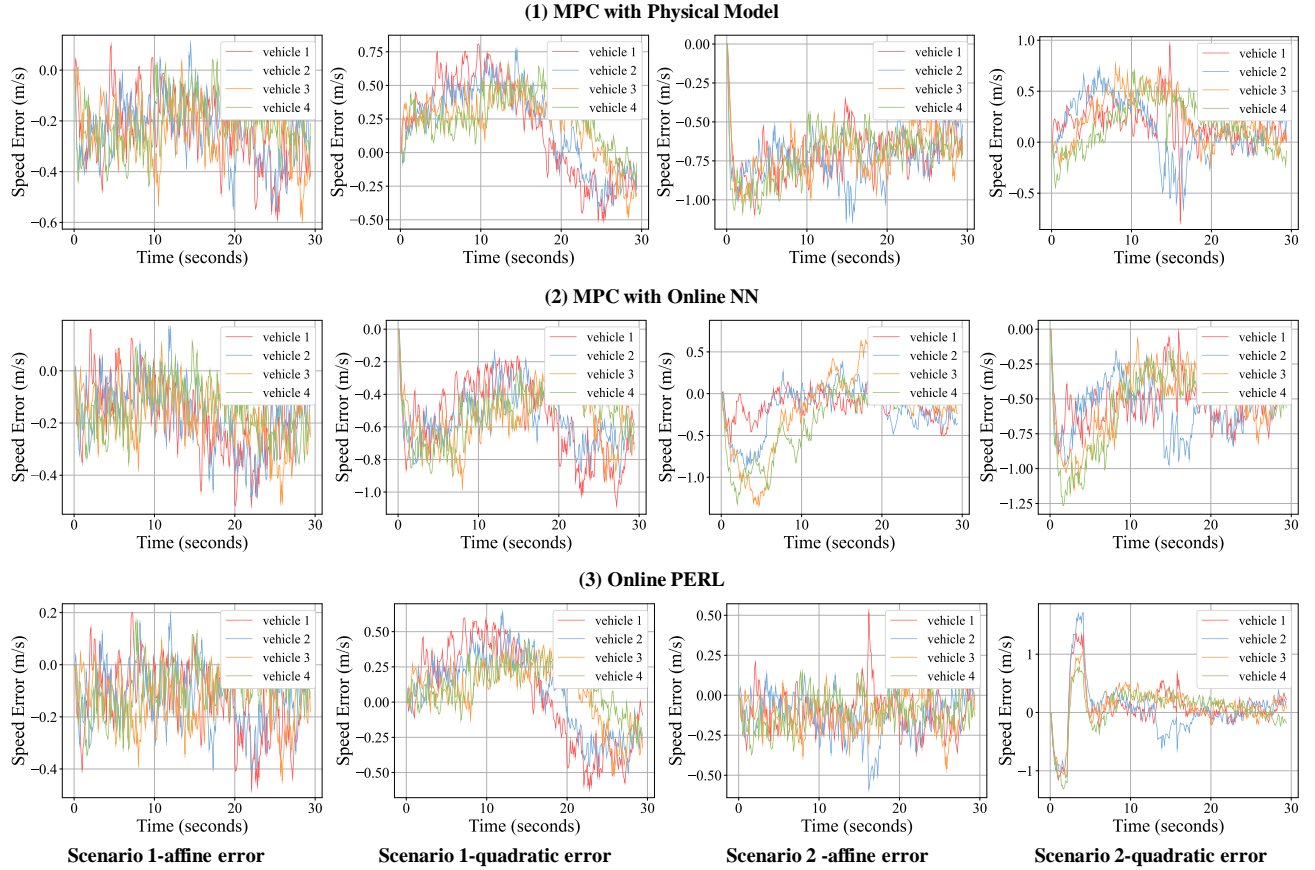 (1) MPC with Physical Model
Speed Error (m/s)
0.0
−0.2
−0.4
−0.6
0
10
20
30
Time (seconds)
vehicle 1
vehicle 2
vehicle 3
vehicle 4
Speed Error (m/s)
0.75
0.50
0.25
0.00
−0.25
−0.50
0
10
20
30
Time (seconds)
vehicle 1
vehicle 2
vehicle 3
vehicle 4
Speed Error (m/s)
0.00
−0.25
−0.50
−0.75
−1.00
0
10
20
30
Time (seconds)
vehicle 1
vehicle 2
vehicle 3
vehicle 4
Speed Error (m/s)
1.0
0.5
0.0
−0.5
0
10
20
30
Time (seconds)
vehicle 1
vehicle 2
vehicle 3
vehicle 4
(2) MPC with Online NN
Speed Error (m/s)
0.0
−0.2
−0.4
0
10
20
30
Time (seconds)
vehicle 1
vehicle 2
vehicle 3
vehicle 4
Speed Error (m/s)
0.0
−0.2
−0.4
−0.6
−0.8
−1.0
0
10
20
30
Time (seconds)
vehicle 1
vehicle 2
vehicle 3
vehicle 4
Speed Error (m/s)
0.5
0.0
−0.5
−1.0
0
10
20
30
Time (seconds)
vehicle 1
vehicle 2
vehicle 3
vehicle 4
Speed Error (m/s)
0.00
−0.25
−0.50
−0.75
−1.00
−1.25
0
10
20
30
Time (seconds)
vehicle 1
vehicle 2
vehicle 3
vehicle 4
(3) Online PERL
Speed Error (m/s)
0.2
0.0
−0.2
−0.4
0
10
20
30
Time (seconds)
vehicle 1
vehicle 2
vehicle 3
vehicle 4
Speed Error (m/s)
0.50
0.25
0.00
−0.25
−0.50
0
10
20
30
Time (seconds)
vehicle 1
vehicle 2
vehicle 3
vehicle 4
Speed Error (m/s)
0.50
0.25
0.00
−0.25
−0.50
0
10
20
30
Time (seconds)
vehicle 1
vehicle 2
vehicle 3
vehicle 4
Speed Error (m/s)
1
0
−1
0
10
20
30
Time (seconds)
vehicle 1
vehicle 2
vehicle 3
vehicle 4
Scenario 1-affine error
Scenario 1-quadratic error
Scenario 2 -affine error
Scenario 2-quadratic error